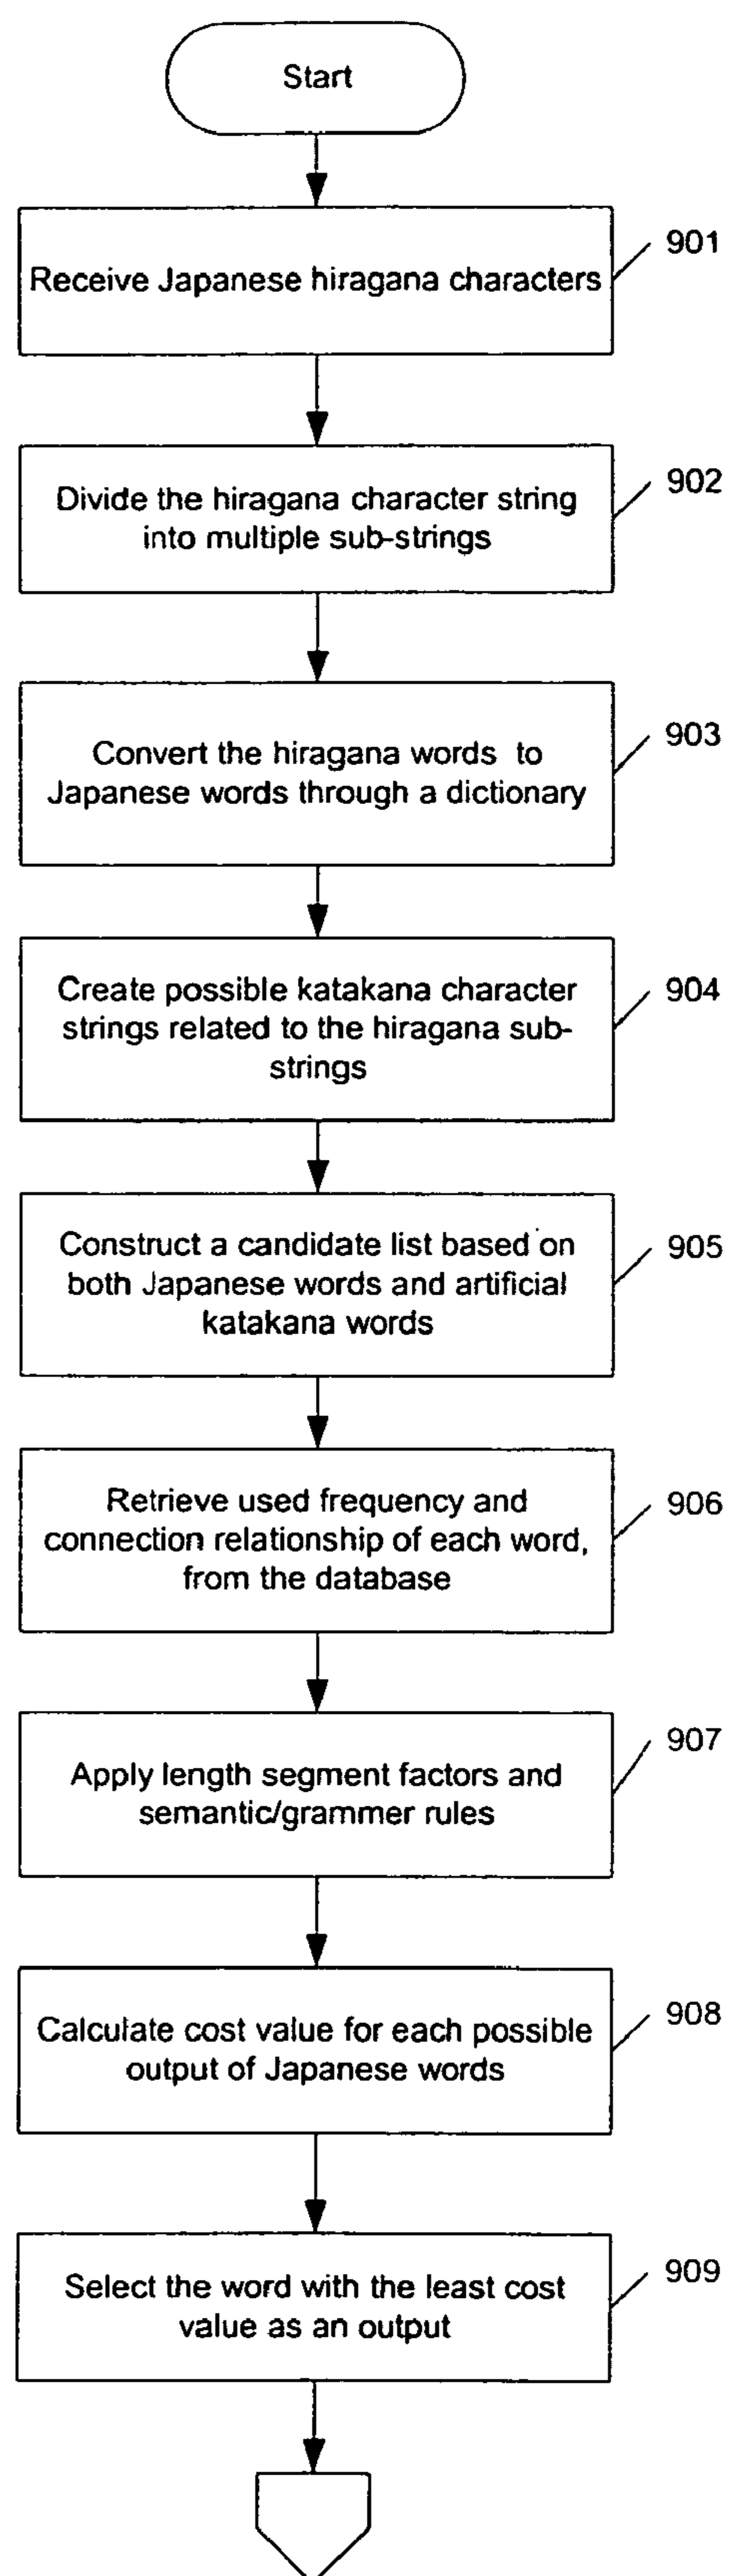 Start
Receive Japanese hiragana characters
901
Divide the hiragana character string
into multiple sub-strings
902
Convert the hiragana words to
Japanese words through a dictionary
903
Create possible katakana character
strings related to the hiragana sub-
strings
904
Construct a candidate list based on
both Japanese words and artificial
katakana words
905
Retrieve used frequency and
connection relationship of each word,
from the database
906
Apply length segment factors and
semantic/grammer rules
907
Calculate cost value for each possible
output of Japanese words
908
Select the word with the least cost
value as an output
909